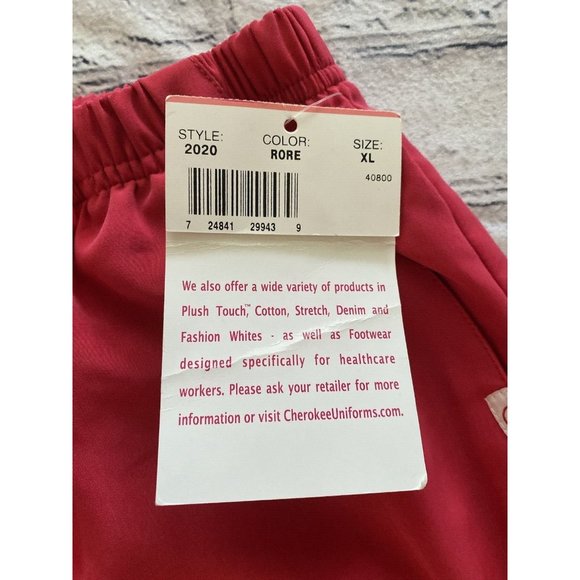 STYLE: COLOR: SIZE:
2020 RORE XL
40800
7 24841 29943 9
We also offer a wide variety of products in
Plush Touch,™ Cotton, Stretch, Denim and
Fashion Whites - as well as Footwear
designed specifically for healthcare
workers. Please ask your retailer for more
information or visit CherokeeUniforms.com.